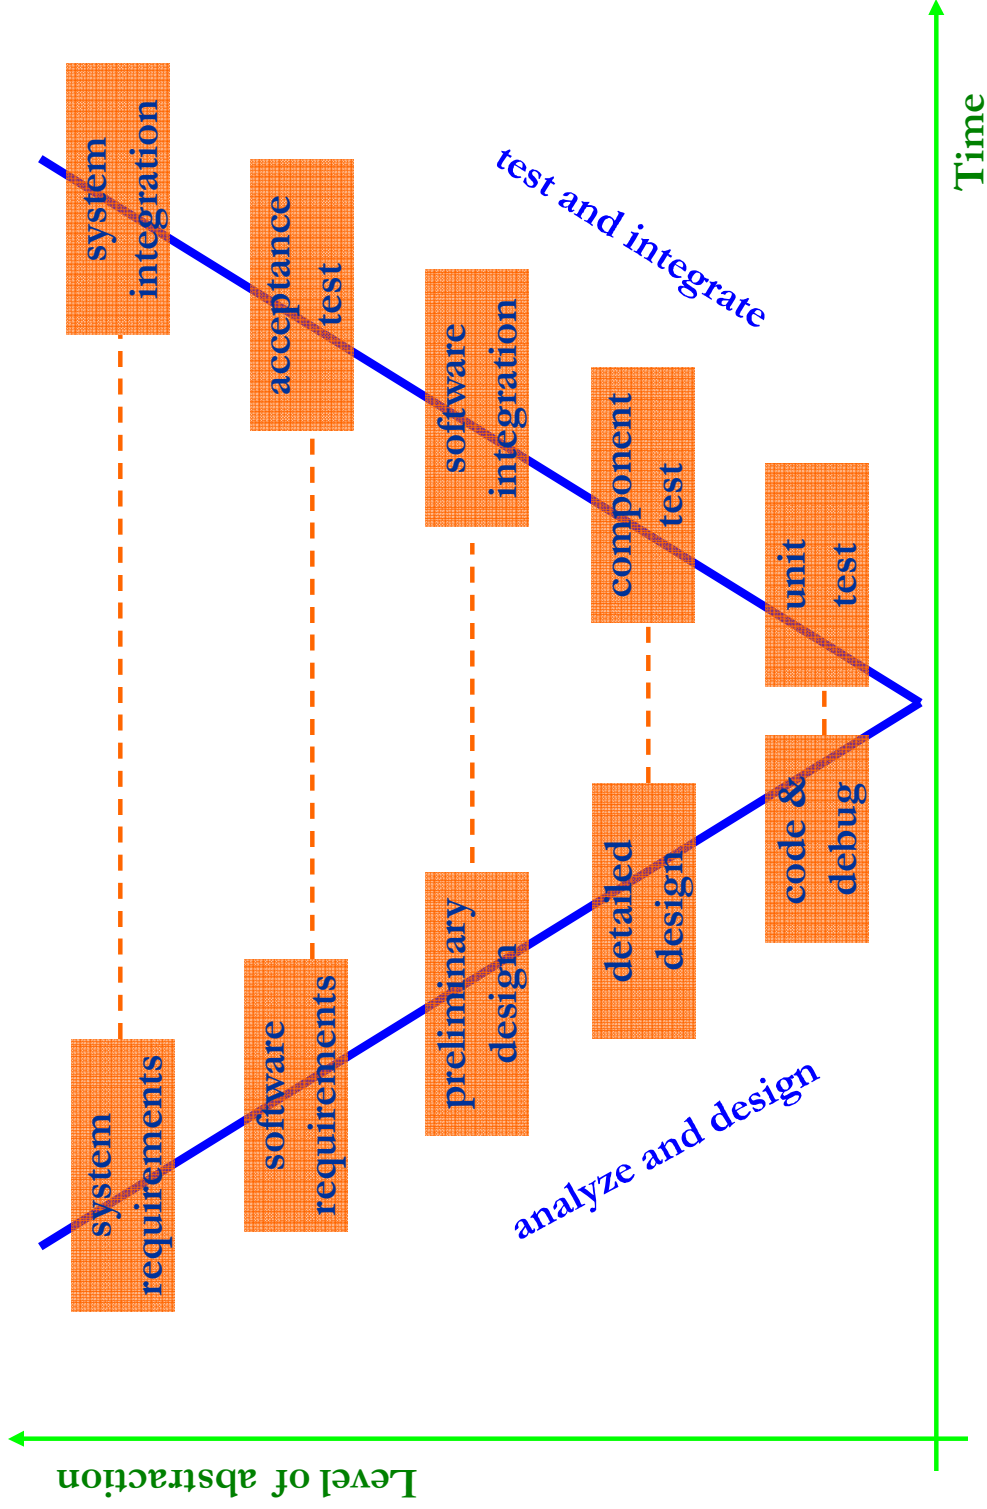 system
requirements
software
requirements
preliminary
design
detailed
design
code &
debug
unit
test
component
test
software
integration
acceptance
test
system
integration
analyze and design
test and integrate
Level of abstraction
Time